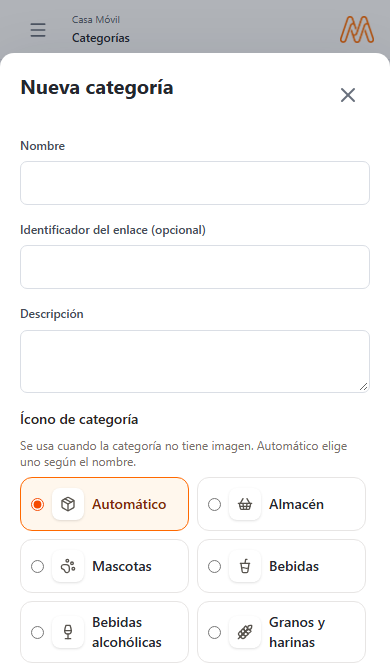 Casa Móvil
Categorías
Nueva categoría
Nombre
Identificador del enlace (opcional)
Descripción
Ícono de categoría
Se usa cuando la categoría no tiene imagen. Automático elige
uno según el nombre.
Automático
Almacén
Mascotas
Bebidas
Bebidas
alcohólicas
Granos y
harinas